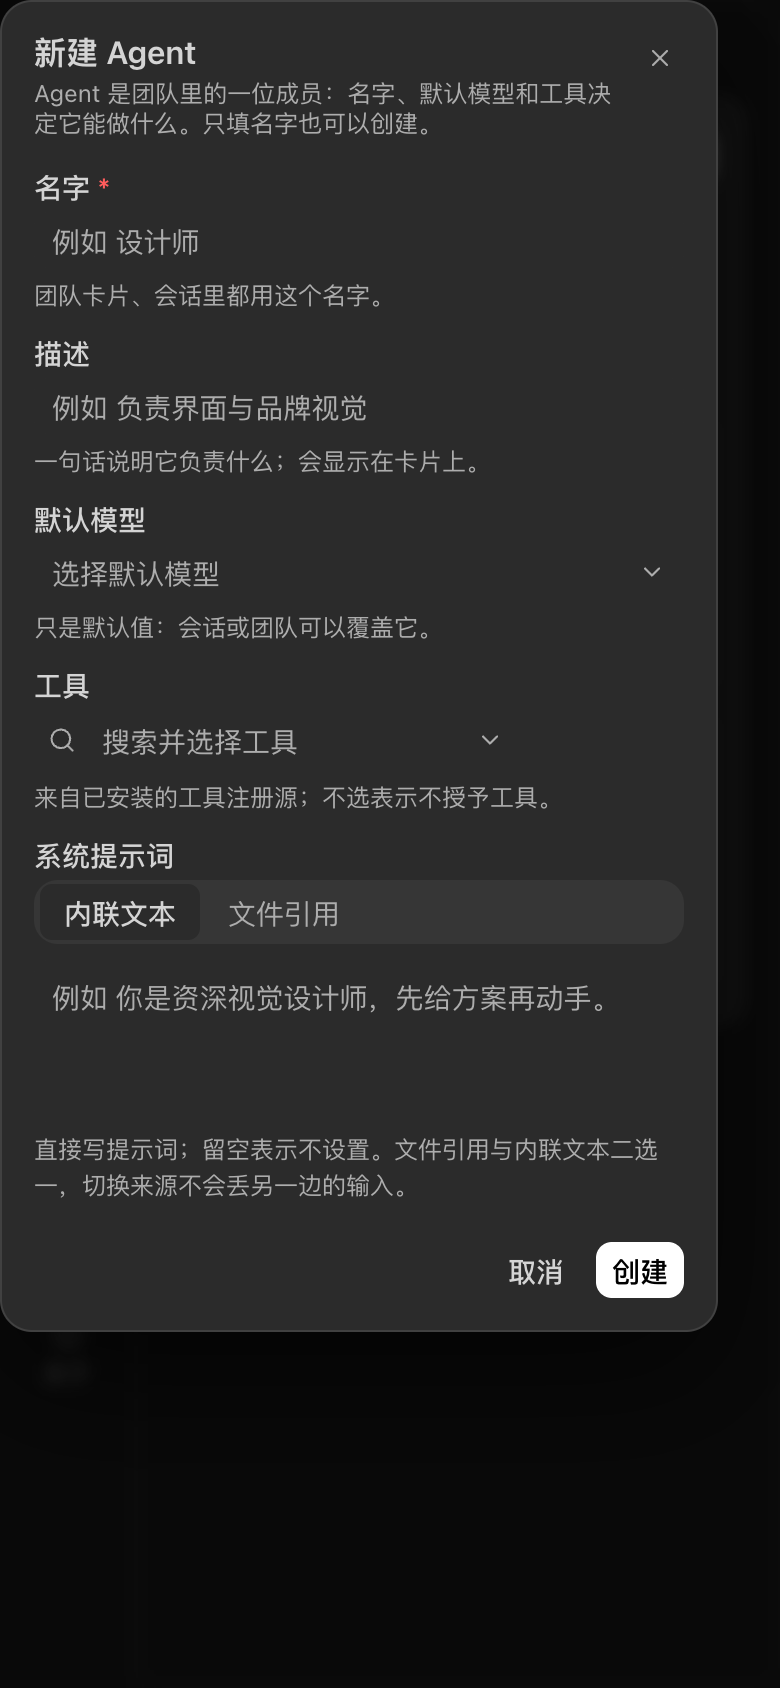 新建 Agent
Agent 是团队里的一位成员：名字、默认模型和工具决
定它能做什么。只填名字也可以创建。
名字 *
例如 设计师
团队卡片、会话里都用这个名字。
描述
例如 负责界面与品牌视觉
一句话说明它负责什么；会显示在卡片上。
默认模型
选择默认模型
只是默认值：会话或团队可以覆盖它。
工具
搜索并选择工具
来自已安装的工具注册源；不选表示不授予工具。
系统提示词
内联文本 文件引用
例如 你是资深视觉设计师，先给方案再动手。
直接写提示词；留空表示不设置。文件引用与内联文本二选
一，切换来源不会丢另一边的输入。
取消 创建